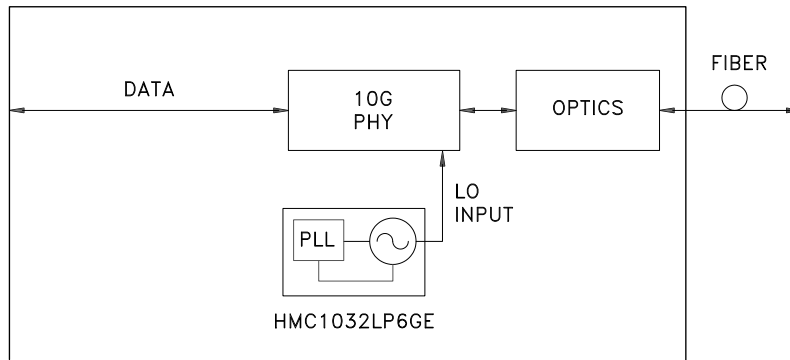 FIBER
DATA
10G
PHY
OPTICS
LO
INPUT
PLL
HMC1032LP6GE